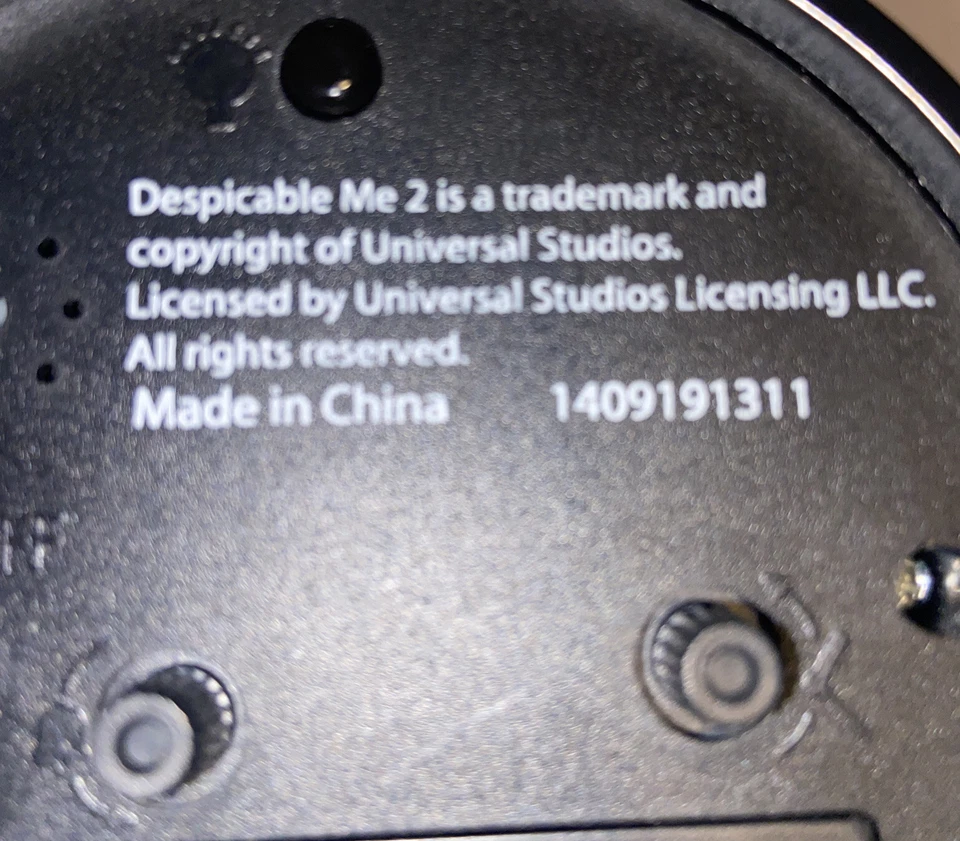 Despicable Me 2 is a trademark and
copyright of Universal Studios.
Licensed by Universal Studios Licensing LLC.
All rights reserved.
Made in China 1409191311